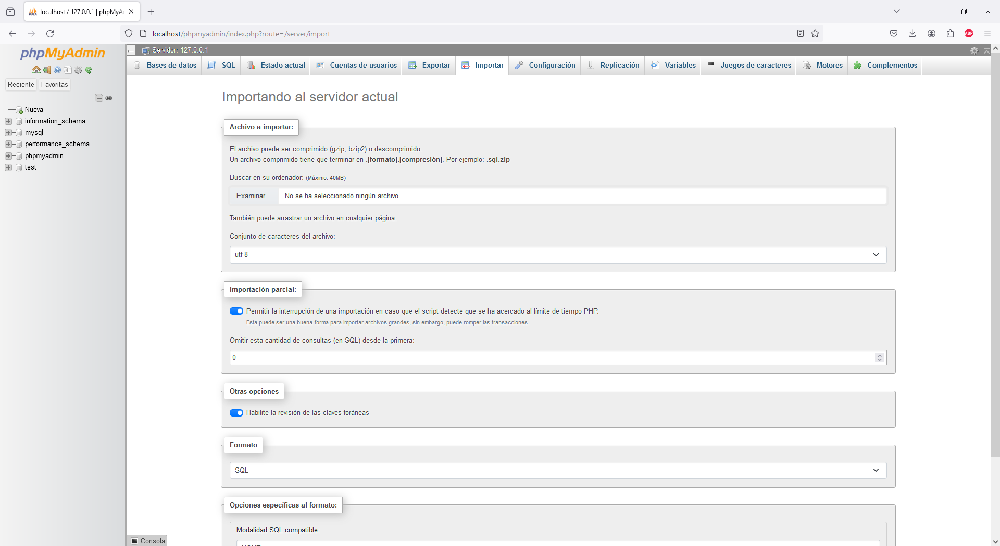 localhost / 127.0.0.1 | phpMyA
localhost/phpmyadmin/index.php?route=/server/import
ABP
phpMyAdmin
Reciente
Favoritas
Nueva
information_schema
mysql
performance_schema
phpmyadmin
test
Servidor: 127.0.0.1
Bases de datos
SQL
Estado actual
Cuentas de usuarios
Exportar
Importar
Configuración
Replicación
Variables
Juegos de caracteres
Motores
Complementos
Importando al servidor actual
Archivo a importar:
El archivo puede ser comprimido (gzip, bzip2) o descomprimido.
Un archivo comprimido tiene que terminar en .[formato].[compresión]. Por ejemplo: .sql.zip
Buscar en su ordenador: (Máximo: 40MB)
Examinar... No se ha seleccionado ningún archivo.
También puede arrastrar un archivo en cualquier página.
Conjunto de caracteres del archivo:
utf-8
Importación parcial:
Permitir la interrupción de una importación en caso que el script detecte que se ha acercado al límite de tiempo PHP.
Esta puede ser una buena forma para importar archivos grandes, sin embargo, puede romper las transacciones.
Omitir esta cantidad de consultas (en SQL) desde la primera:
0
Otras opciones
Habilite la revisión de las claves foráneas
Formato
SQL
Opciones específicas al formato:
Modalidad SQL compatible:
Consola